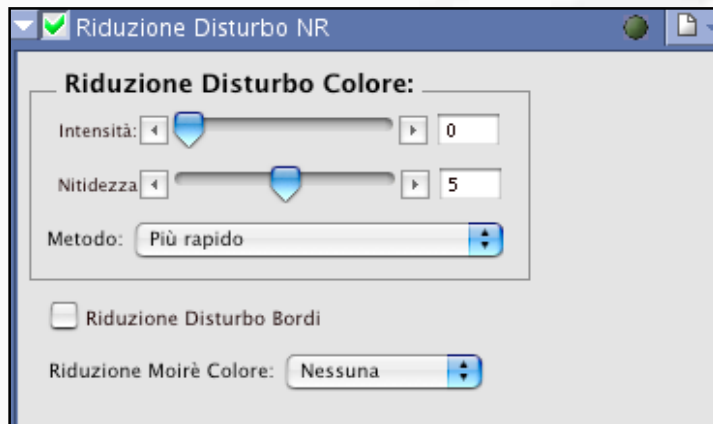 Riduzione Disturbo NR
Riduzione Disturbo Colore:
Intensità: 0
Nitidezza 5
Metodo: Più rapido
Riduzione Disturbo Bordi
Riduzione Moirè Colore: Nessuna